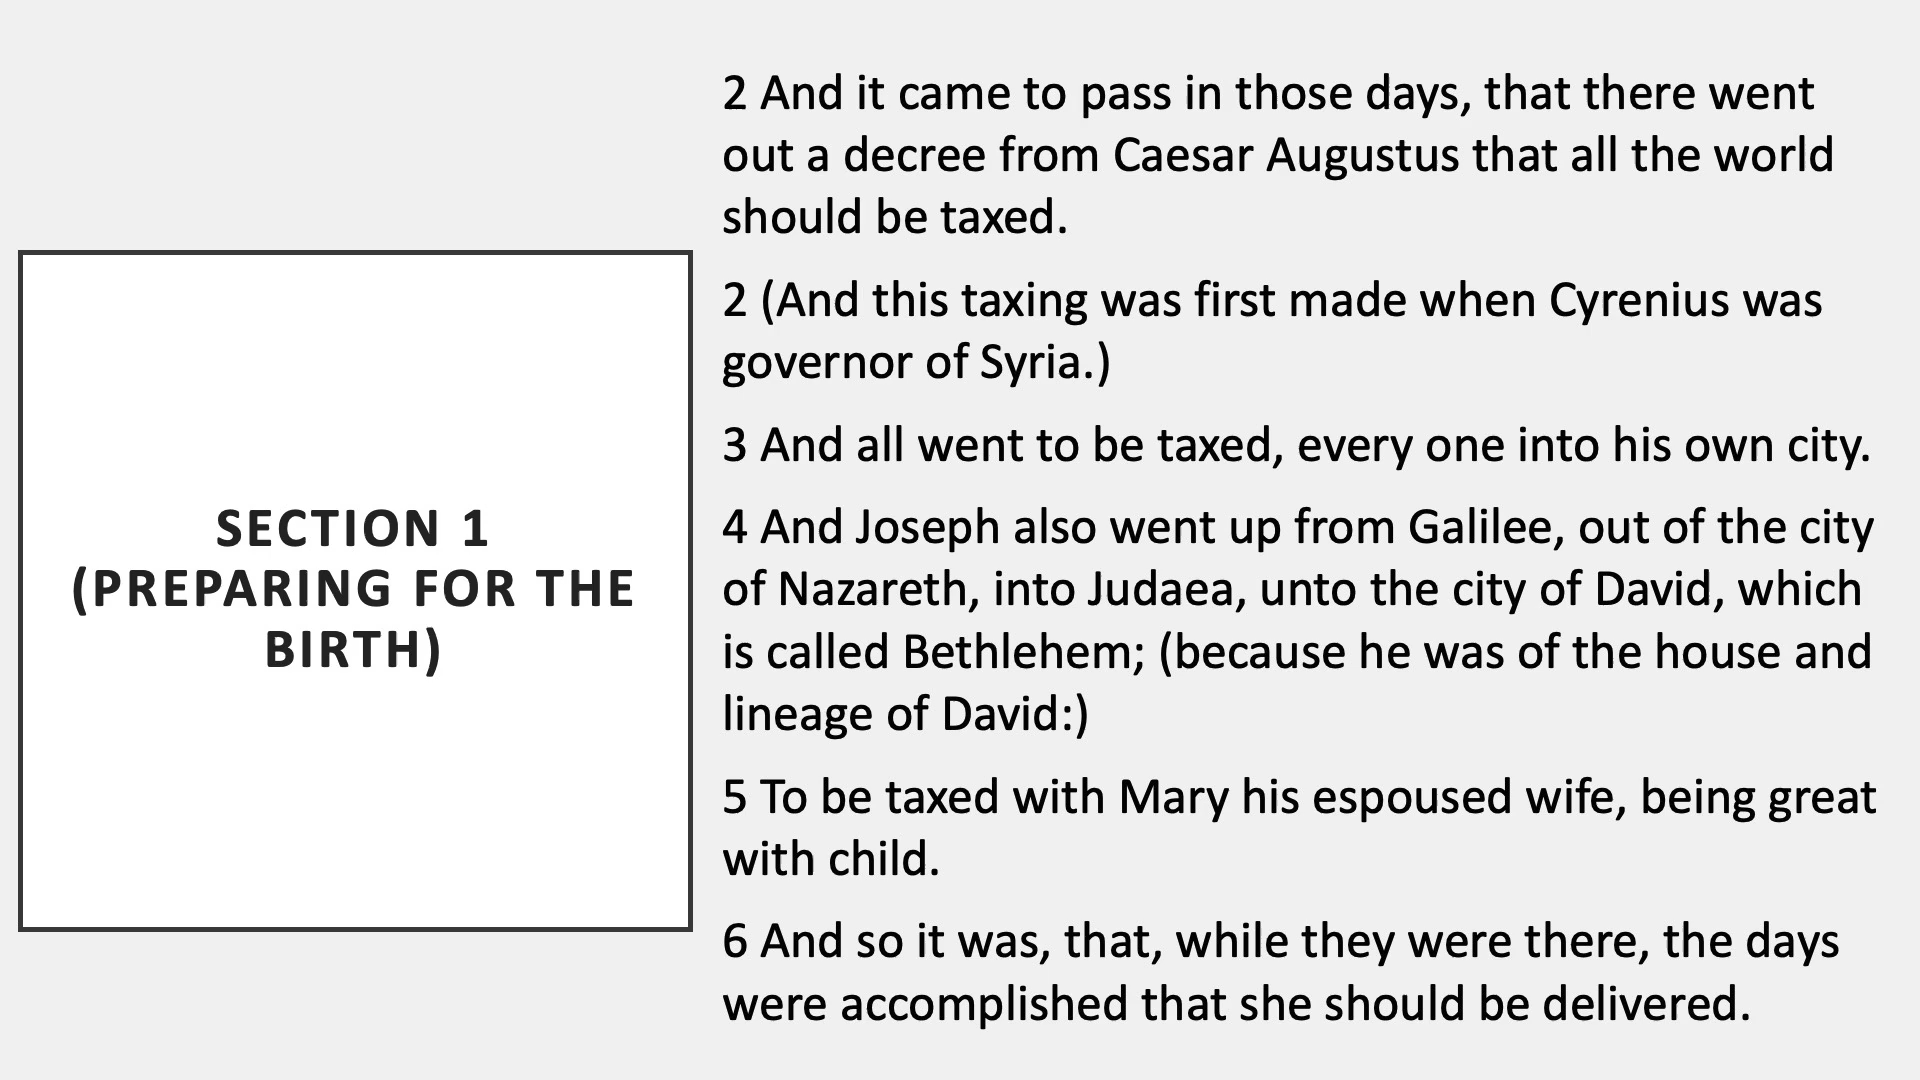 SECTION 1
(PREPARING FOR THE
BIRTH)
2 And it came to pass in those days, that there went
out a decree from Caesar Augustus that all the world
should be taxed.
2 (And this taxing was first made when Cyrenius was
governor of Syria.)
3 And all went to be taxed, every one into his own city.
4 And Joseph also went up from Galilee, out of the city
of Nazareth, into Judaea, unto the city of David, which
is called Bethlehem; (because he was of the house and
lineage of David:)
5 To be taxed with Mary his espoused wife, being great
with child.
6 And so it was, that, while they were there, the days
were accomplished that she should be delivered.